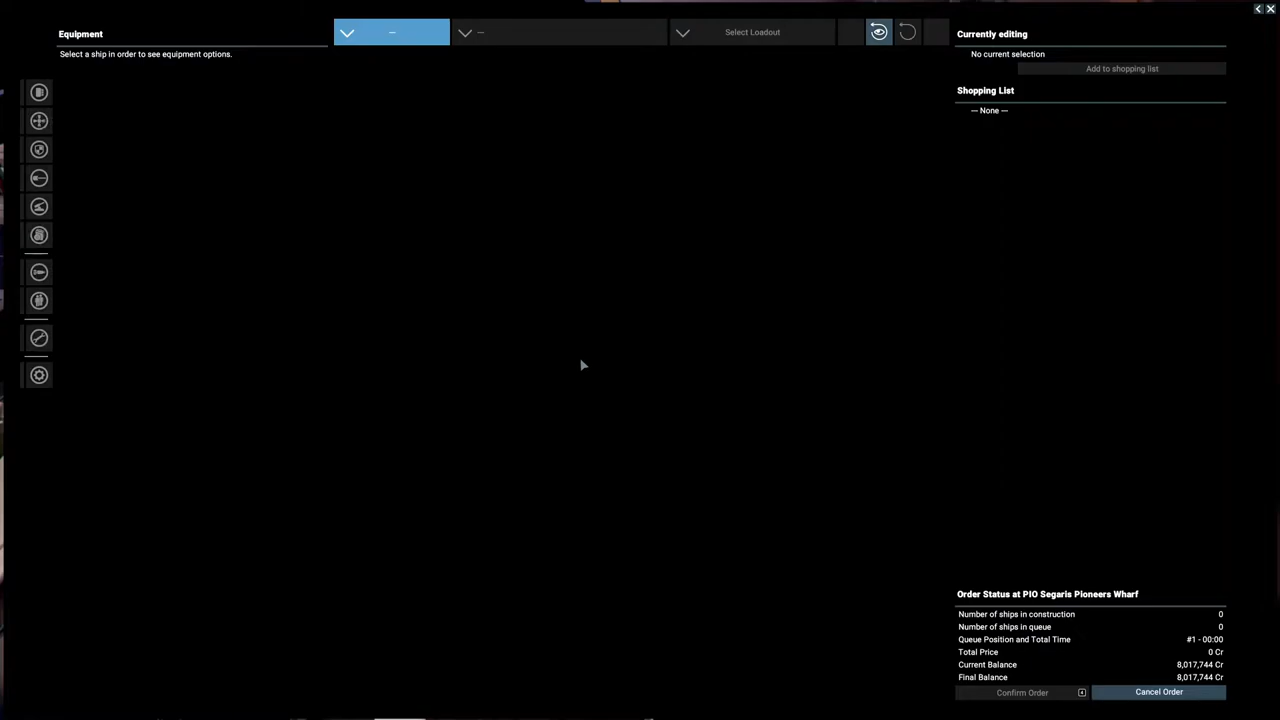 Equipment
Select a ship in order to see equipment options.
—
—
Select Loadout
Currently editing
No current selection
Add to shopping list
Shopping List
— None —
Order Status at PIO Segaris Pioneers Wharf
Number of ships in construction 0
Number of ships in queue 0
Queue Position and Total Time #1 - 00:00
Total Price 0 Cr
Current Balance 8,017,744 Cr
Final Balance 8,017,744 Cr
Confirm Order
Cancel Order